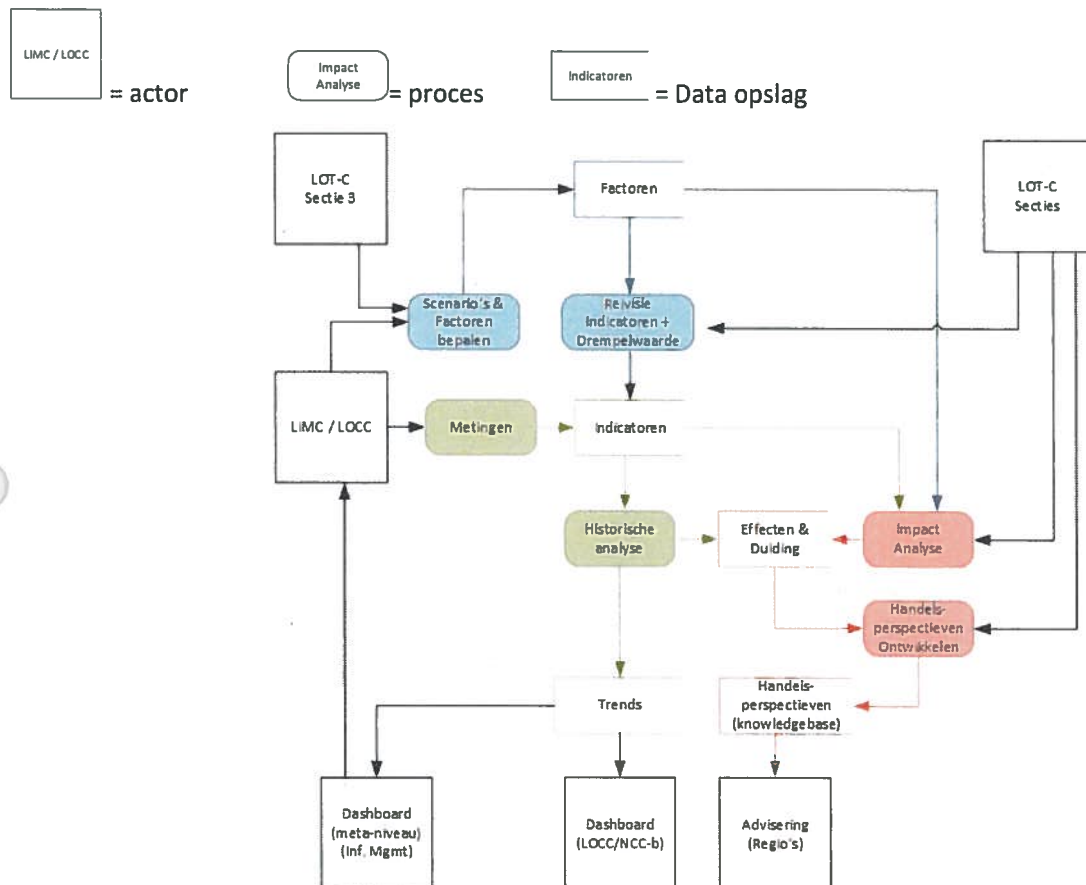 LIMC / LOCC
= actor
Impact
Analyse
= proces
Indicatoren
= Data opslag
LOT-C
Sectie 3
Factoren
LOT-C
Secties
Scenario's &
Factoren
bepalen
Reivisie
Indicatoren +
Drempelwaarde
LIMC / LOCC
Metingen
Indicatoren
Historische
analyse
Effecten &
Duiding
Impact
Analyse
Handels-
perspectieven
Ontwikkelen
Trends
Handels-
perspectieven
(knowledgebase)
Dashboard
(meta-niveau)
(Inf. Mgmt)
Dashboard
(LOCC/NCC-b)
Advisering
(Regio's)